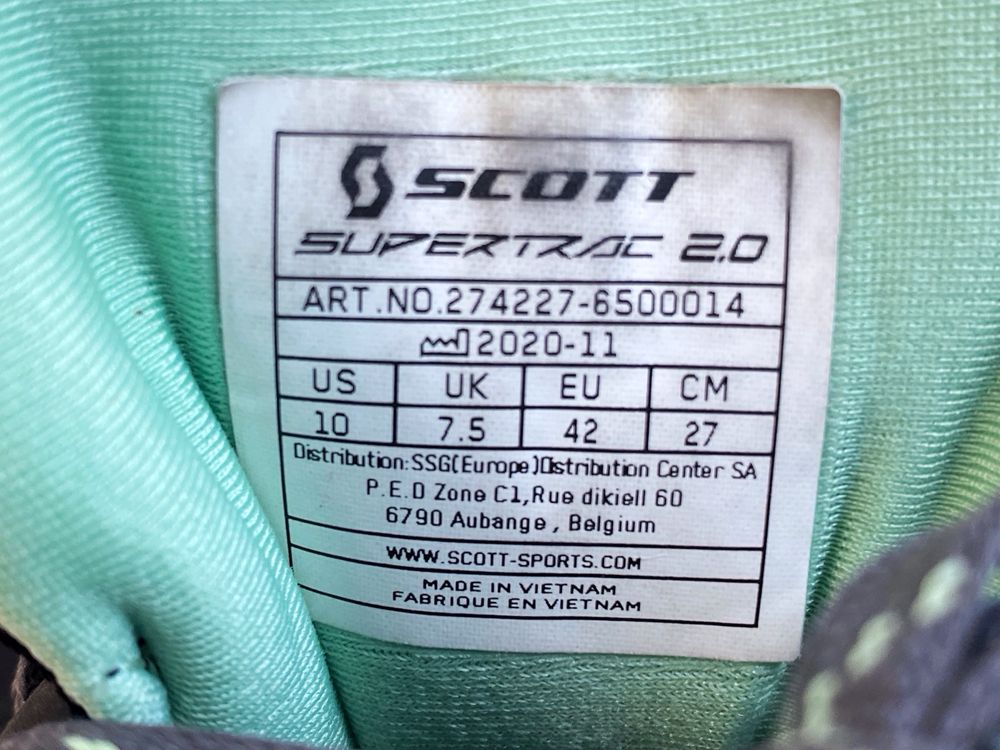 SCOTT
SUPERTRAC 2.0
ART.NO.274227-6500014
2020-11
US UK EU CM
10 7.5 42 27
Distribution:SSG(Europe)Distribution Center SA
P.E.D Zone C1,Rue dikiell 60
6790 Aubange, Belgium
WWW.SCOTT-SPORTS.COM
MADE IN VIETNAM
FABRIQUE EN VIETNAM